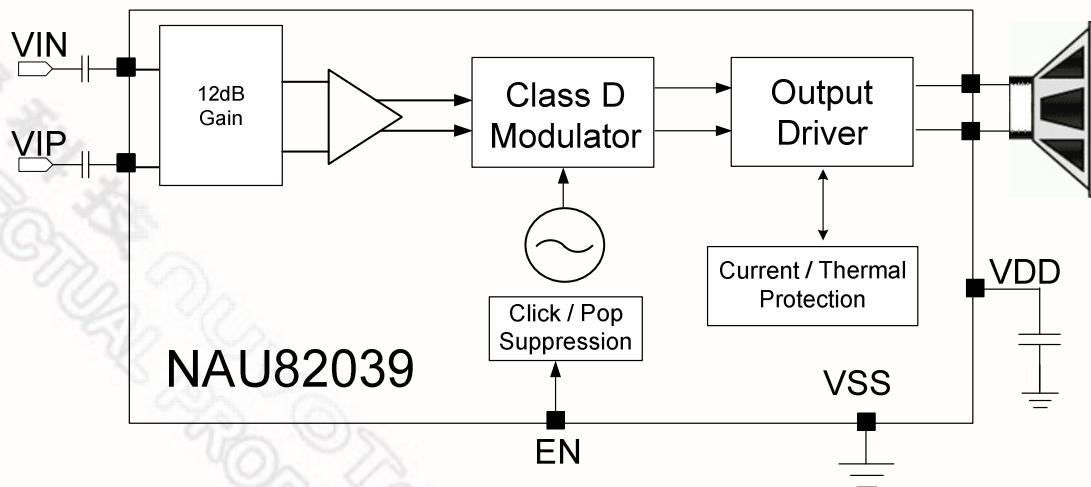 VIN
VIP
12dB
Gain
Class D
Modulator
Output
Driver
Current / Thermal
Protection
Click / Pop
Suppression
NAU82039
EN
VSS
VDD